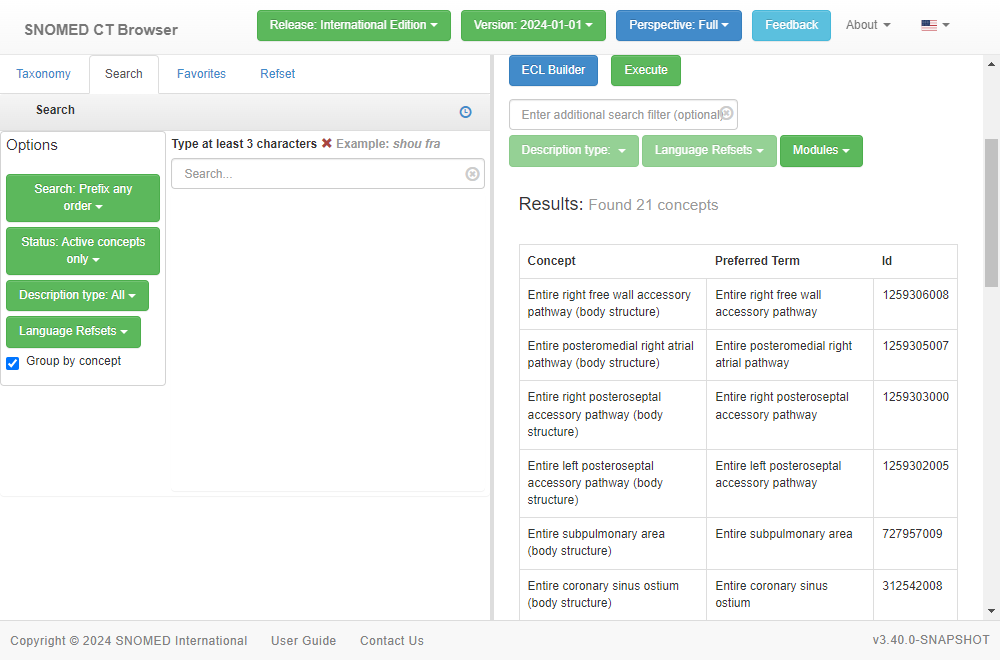 SNOMED CT Browser
Release: International Edition
Version: 2024-01-01
Perspective: Full
Feedback
About
Taxonomy
Search
Favorites
Refset
Search
Options
Search: Prefix any
order
Status: Active concepts
only
Description type: All
Language Refsets
Group by concept
Type at least 3 characters ✖ Example: shou fra
Search...
ECL Builder
Execute
Enter additional search filter (optional)
Description type:
Language Refsets
Modules
Results: Found 21 concepts
Concept Preferred Term Id
Entire right free wall accessory
pathway (body structure)
Entire right free wall
accessory pathway
1259306008
Entire posteromedial right atrial
pathway (body structure)
Entire posteromedial right
atrial pathway
1259305007
Entire right posteroseptal
accessory pathway (body
structure)
Entire right posteroseptal
accessory pathway
1259303000
Entire left posteroseptal
accessory pathway (body
structure)
Entire left posteroseptal
accessory pathway
1259302005
Entire subpulmonary area
(body structure)
Entire subpulmonary area
727957009
Entire coronary sinus ostium
(body structure)
Entire coronary sinus
ostium
312542008
Copyright © 2024 SNOMED International
User Guide
Contact Us
v3.40.0-SNAPSHOT